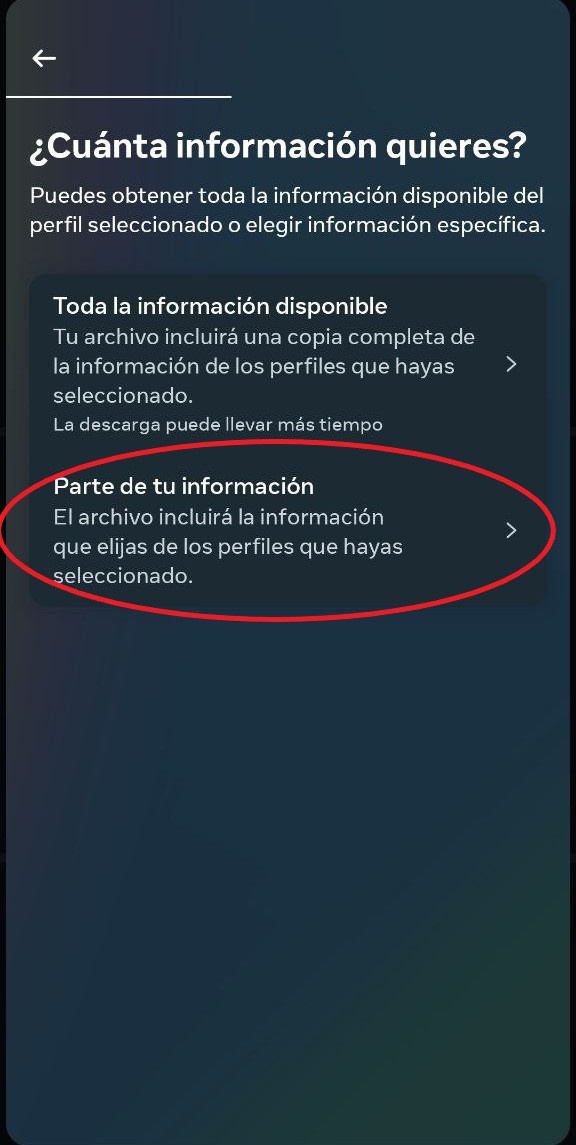 ¿Cuánta información quieres?
Puedes obtener toda la información disponible del
perfil seleccionado o elegir información específica.
Toda la información disponible
Tu archivo incluirá una copia completa de
la información de los perfiles que hayas
seleccionado.
La descarga puede llevar más tiempo
Parte de tu información
El archivo incluirá la información
que elijas de los perfiles que hayas
seleccionado.